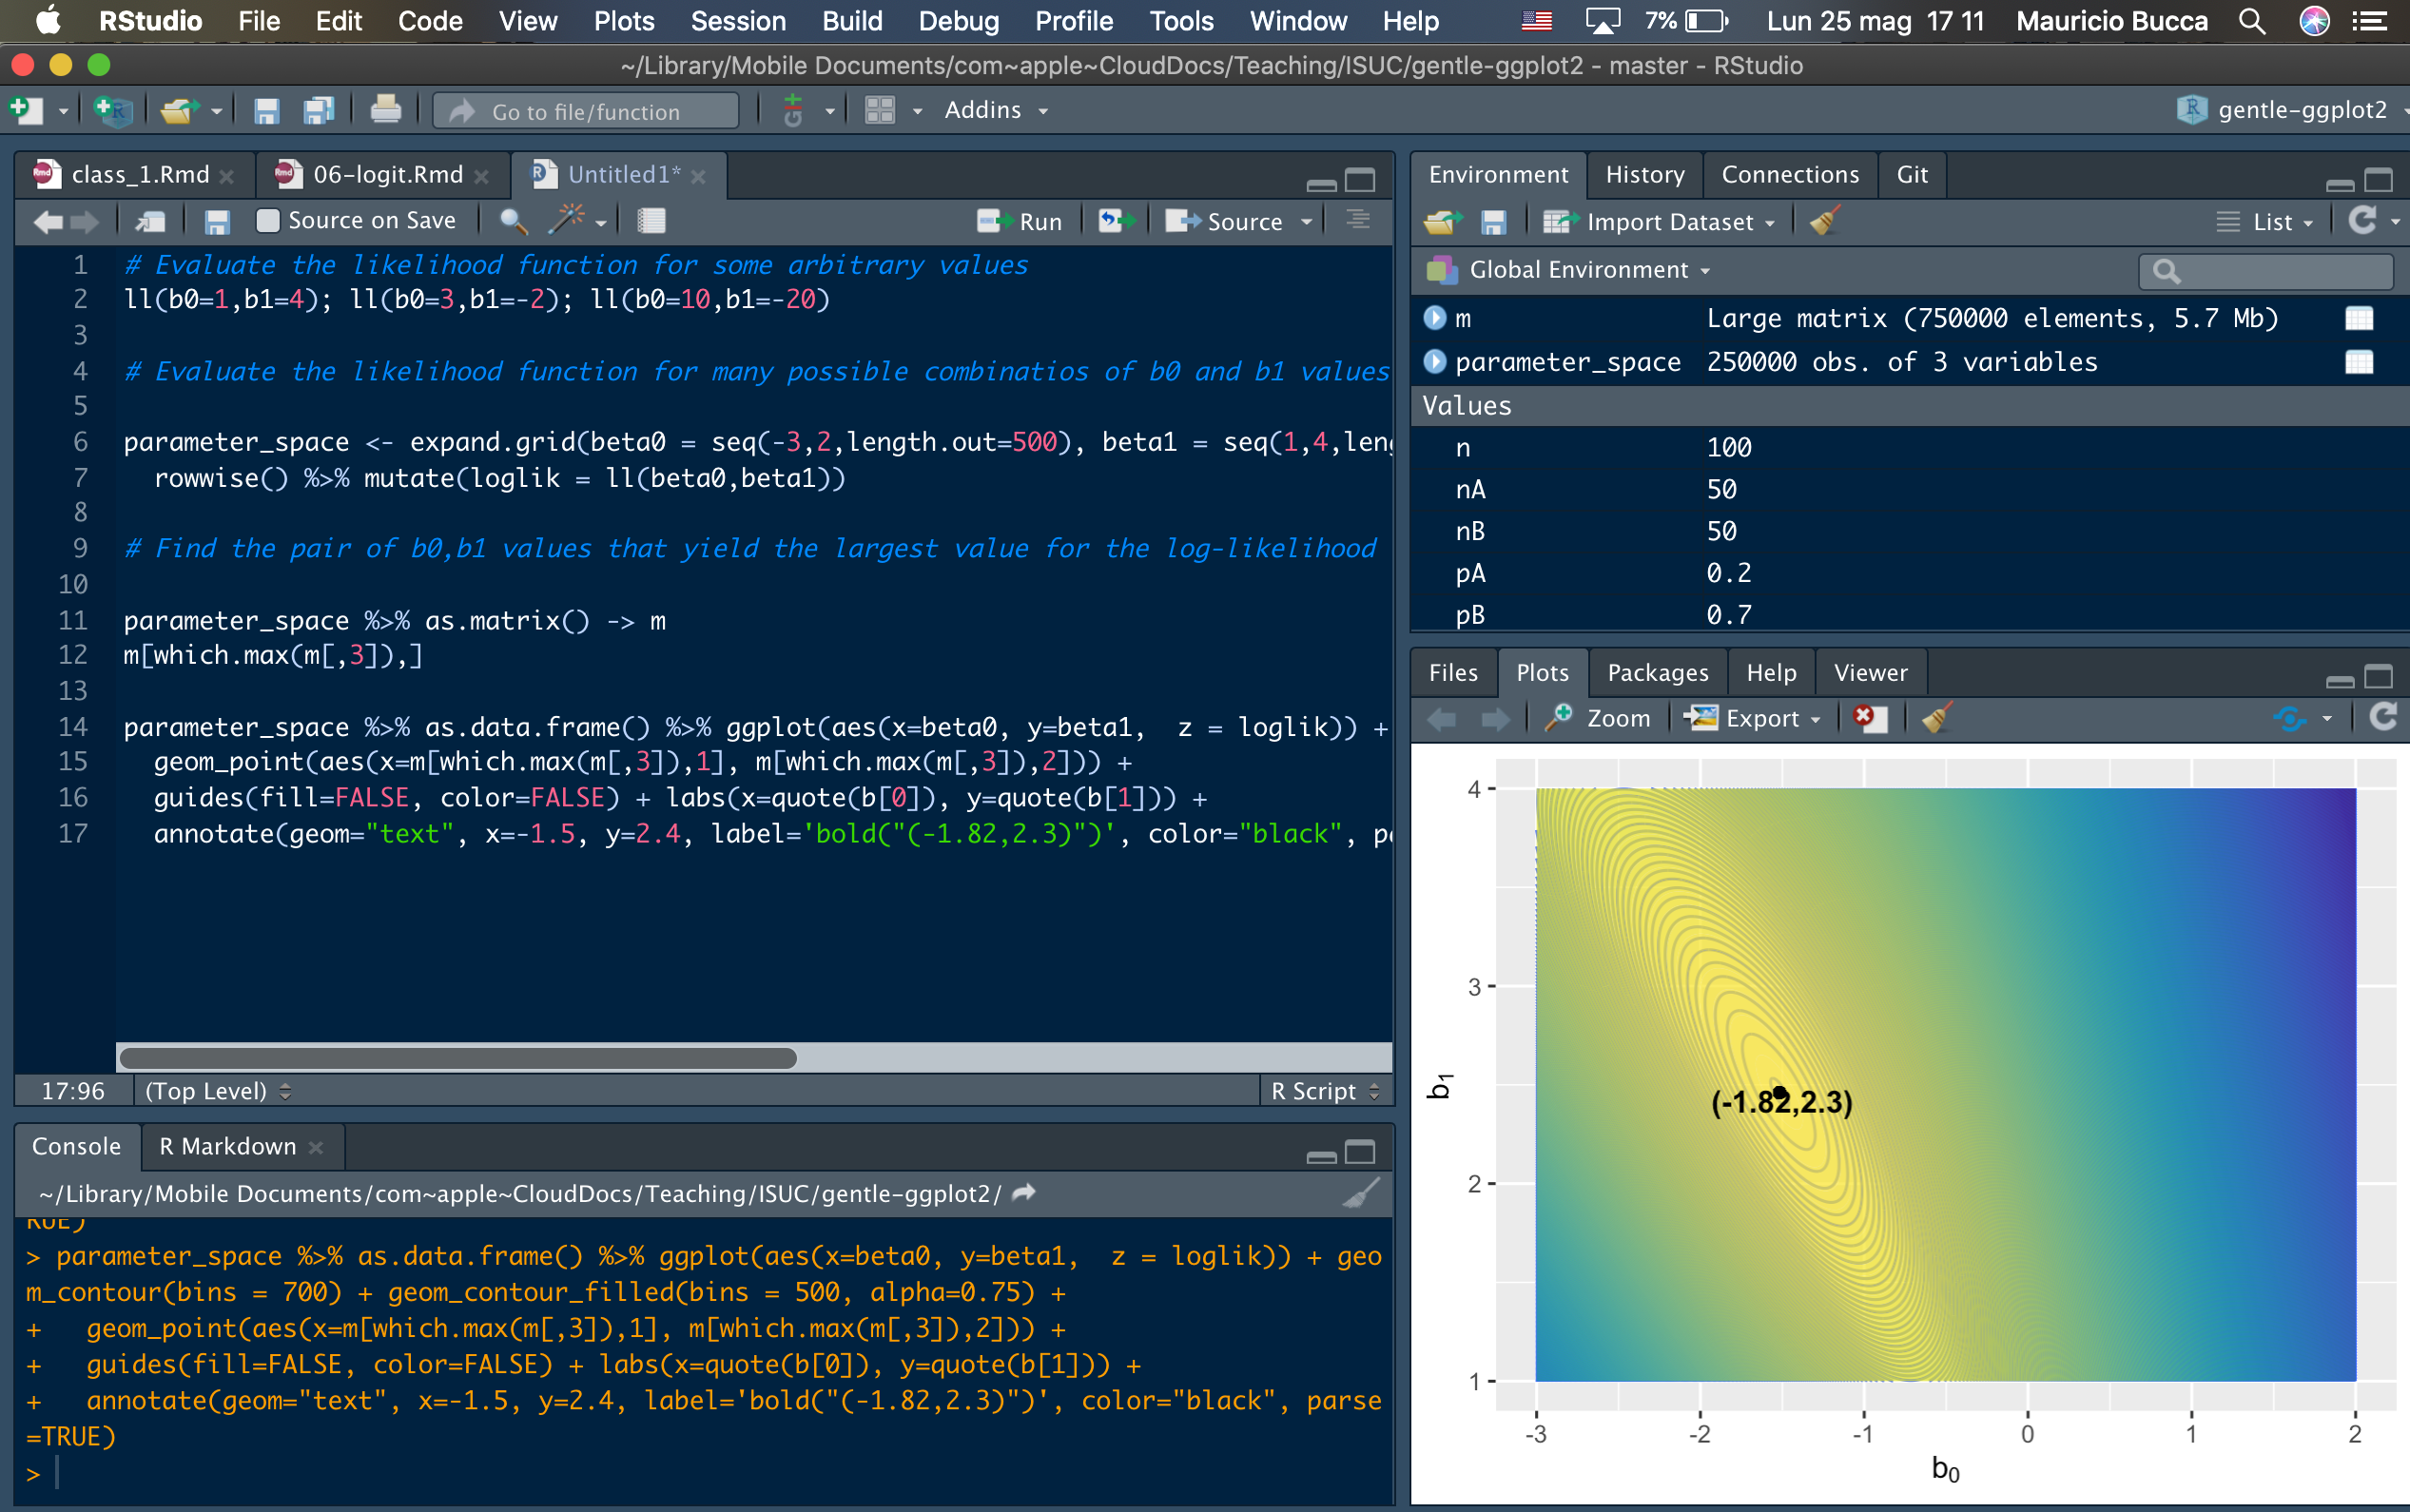 RStudio File Edit Code View Plots Session Build Debug Profile Tools Window Help 7% Lun 25 mag 17 11 Mauricio Bucca
~/Library/Mobile Documents/com~apple~CloudDocs/Teaching/ISUC/gentle-ggplot2 - master - RStudio
Go to file/function Addins gentle-ggplot2
class_1.Rmd 06-logit.Rmd Untitled1*
Source on Save Run Source
1 # Evaluate the likelihood function for some arbitrary values
2 ll(b0=1,b1=4); ll(b0=3,b1=-2); ll(b0=10,b1=-20)
3
4 # Evaluate the likelihood function for many possible combinatios of b0 and b1 values
5
6 parameter_space <- expand.grid(beta0 = seq(-3,2,length.out=500), beta1 = seq(1,4,leng
7 rowwise() %>% mutate(loglik = ll(beta0,beta1))
8
9 # Find the pair of b0,b1 values that yield the largest value for the log-likelihood
10
11 parameter_space %>% as.matrix() -> m
12 m[which.max(m[,3]),]
13
14 parameter_space %>% as.data.frame() %>% ggplot(aes(x=beta0, y=beta1,  z = loglik)) +
15 geom_point(aes(x=m[which.max(m[,3]),1], m[which.max(m[,3]),2])) +
16 guides(fill=FALSE, color=FALSE) + labs(x=quote(b[0]), y=quote(b[1])) +
17 annotate(geom="text", x=-1.5, y=2.4, label='bold("(-1.82,2.3)")', color="black", pa
17:96 (Top Level) R Script
Console R Markdown
~/Library/Mobile Documents/com~apple~CloudDocs/Teaching/ISUC/gentle-ggplot2/
RUE)
> parameter_space %>% as.data.frame() %>% ggplot(aes(x=beta0, y=beta1,  z = loglik)) + geo
m_contour(bins = 700) + geom_contour_filled(bins = 500, alpha=0.75) +
+   geom_point(aes(x=m[which.max(m[,3]),1], m[which.max(m[,3]),2])) +
+   guides(fill=FALSE, color=FALSE) + labs(x=quote(b[0]), y=quote(b[1])) +
+   annotate(geom="text", x=-1.5, y=2.4, label='bold("(-1.82,2.3)")', color="black", parse
=TRUE)
>
Environment History Connections Git
Import Dataset List
Global Environment
m Large matrix (750000 elements, 5.7 Mb)
parameter_space 250000 obs. of 3 variables
Values
n 100
nA 50
nB 50
pA 0.2
pB 0.7
Files Plots Packages Help Viewer
Zoom Export
4
3
2
1
b1
(-1.82,2.3)
-3 -2 -1 0 1 2
b0